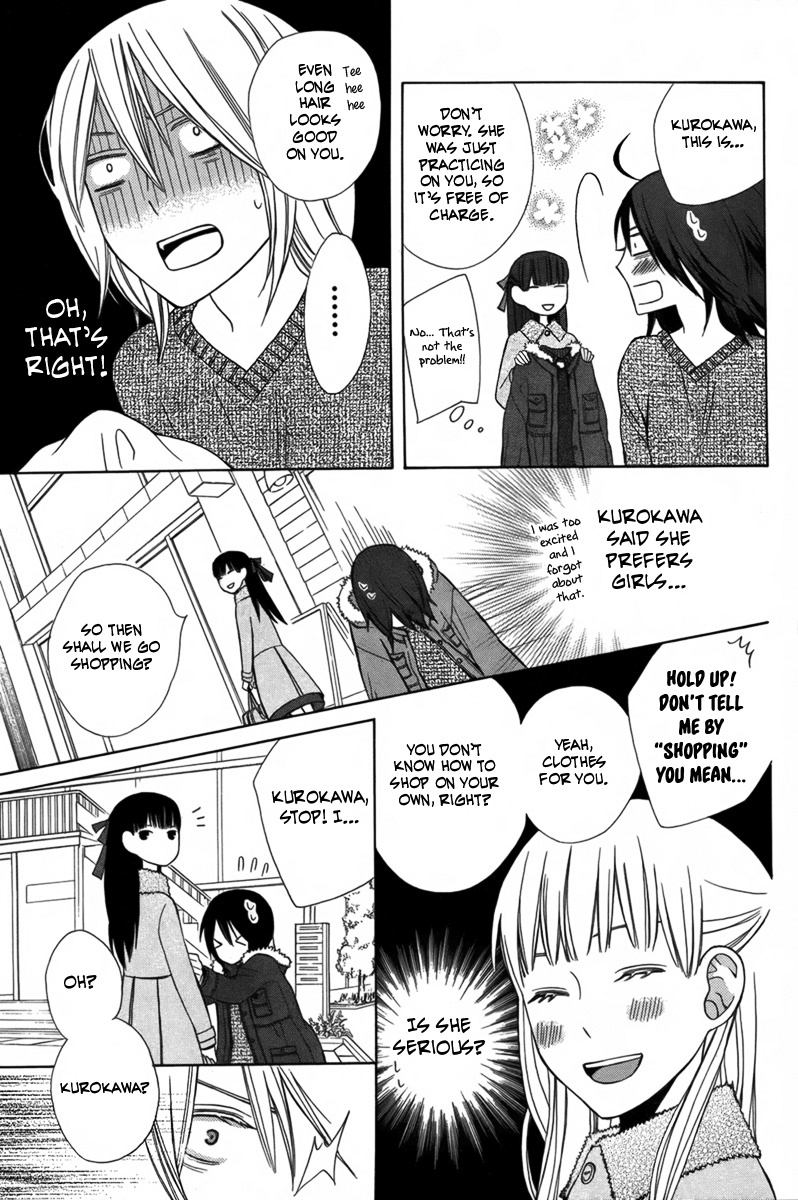 KUROKAWA,
THIS IS...
DON'T
WORRY. SHE
WAS JUST
PRACTICING
ON YOU, SO
IT'S FREE OF
CHARGE.
No... That's
not the
problem!!
Tee
hee
hee
EVEN
LONG
HAIR
LOOKS
GOOD
ON YOU.
......
OH,
THAT'S
RIGHT!
KUROKAWA
SAID SHE
PREFERS
GIRLS...
I was too
excited
and I
forgot
about
that.
SO THEN
SHALL WE GO
SHOPPING?
HOLD UP!
DON'T TELL
ME BY
"SHOPPING"
YOU MEAN...
YEAH,
CLOTHES
FOR YOU.
YOU DON'T
KNOW HOW TO
SHOP ON YOUR
OWN, RIGHT?
IS SHE
SERIOUS?
KUROKAWA,
STOP! I...
OH?
KUROKAWA?